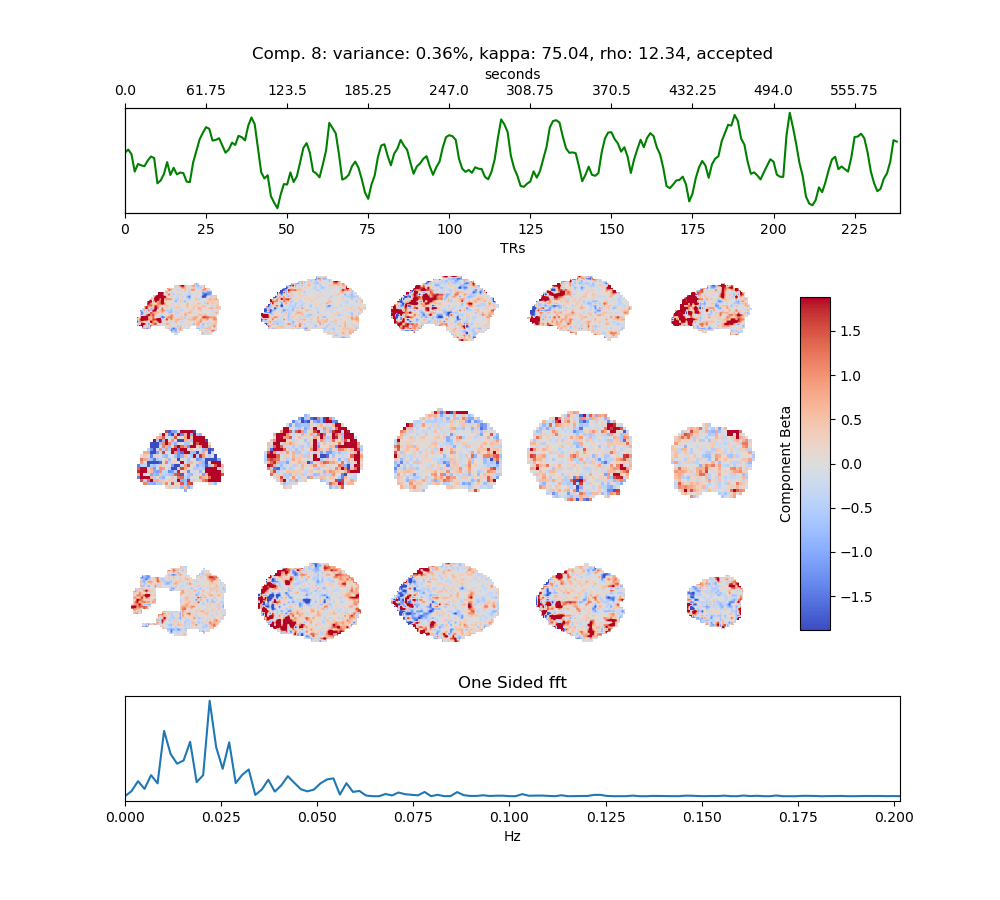 Comp. 8: variance: 0.36%, kappa: 75.04, rho: 12.34, accepted
seconds
0.0 61.75 123.5 185.25 247.0 308.75 370.5 432.25 494.0 555.75
0 25 50 75 100 125 150 175 200 225
TRs
1.5
1.0
0.5
0.0
−0.5
−1.0
−1.5
Component Beta
One Sided fft
0.000 0.025 0.050 0.075 0.100 0.125 0.150 0.175 0.200
Hz